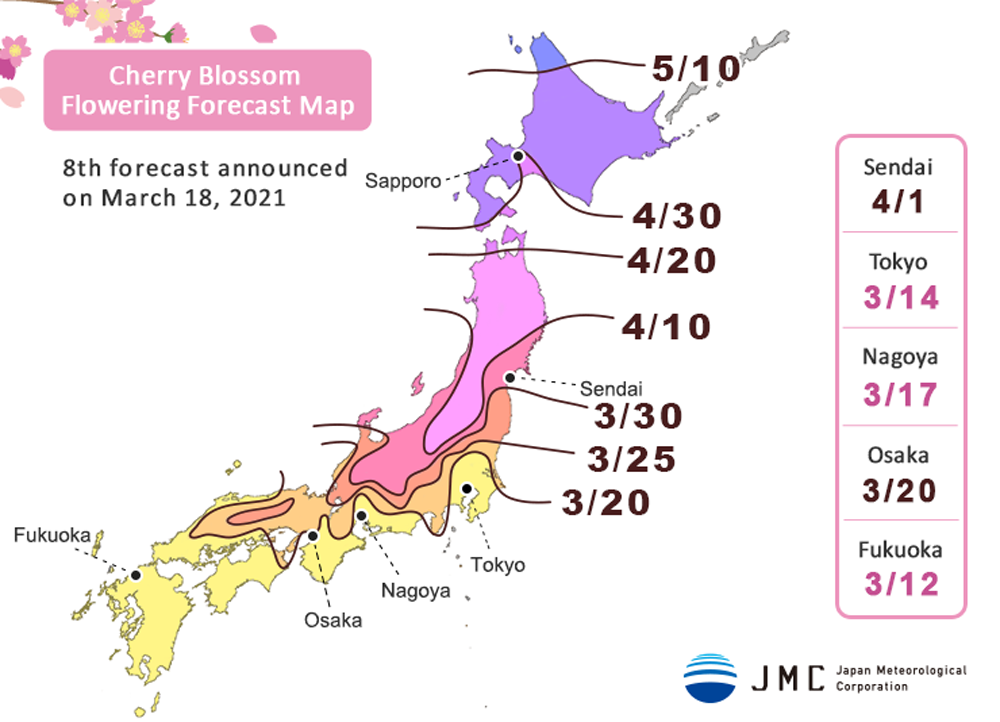 Cherry Blossom
Flowering Forecast Map
8th forecast announced
on March 18, 2021
5/10
Sapporo
4/30
4/20
4/10
Sendai
3/30
3/25
3/20
Fukuoka
Tokyo
Nagoya
Osaka
Sendai
4/1
Tokyo
3/14
Nagoya
3/17
Osaka
3/20
Fukuoka
3/12
JMC
Japan Meteorological
Corporation